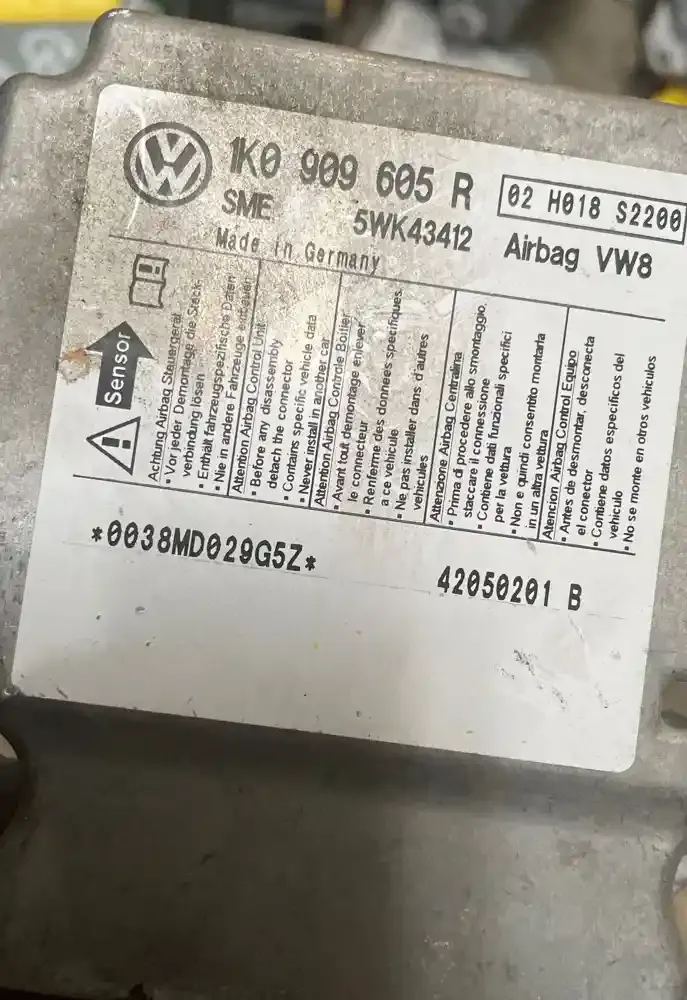 1K0 909 605 R
02 H018 S2200
SME
5WK43412
Airbag VW8
Made in Germany
Sensor
Achtung Airbag Steuergerät
• Vor jeder Demontage die Steck-
verbindung lösen
• Enthält fahrzeugspezifische Daten
• Nie in andere Fahrzeuge einbauen
Attention Airbag Control Unit
• Before any disassembly
detach the connector
• Contains specific vehicle data
• Never install in another car
Attention Airbag Controle Boitier
• Avant tout demontage enlever
le connecteur
• Renferme des donnees specifiques
a ce vehicule
• Ne pas installer dans d'autres
vehicules
Attenzione Airbag Centralina
• Prima di procedere allo smontaggio,
staccare il connessione
• Contiene dati funzionali specifici
per la vettura
• Non e quindi consentito montarla
in un altra vettura
Atencion Airbag Control Equipo
• Antes de desmontar, desconecta
el conector
• Contiene datos especificos del
vehiculo
• No se monte en otros vehiculos
*0038MD029G5Z*
42050201 B